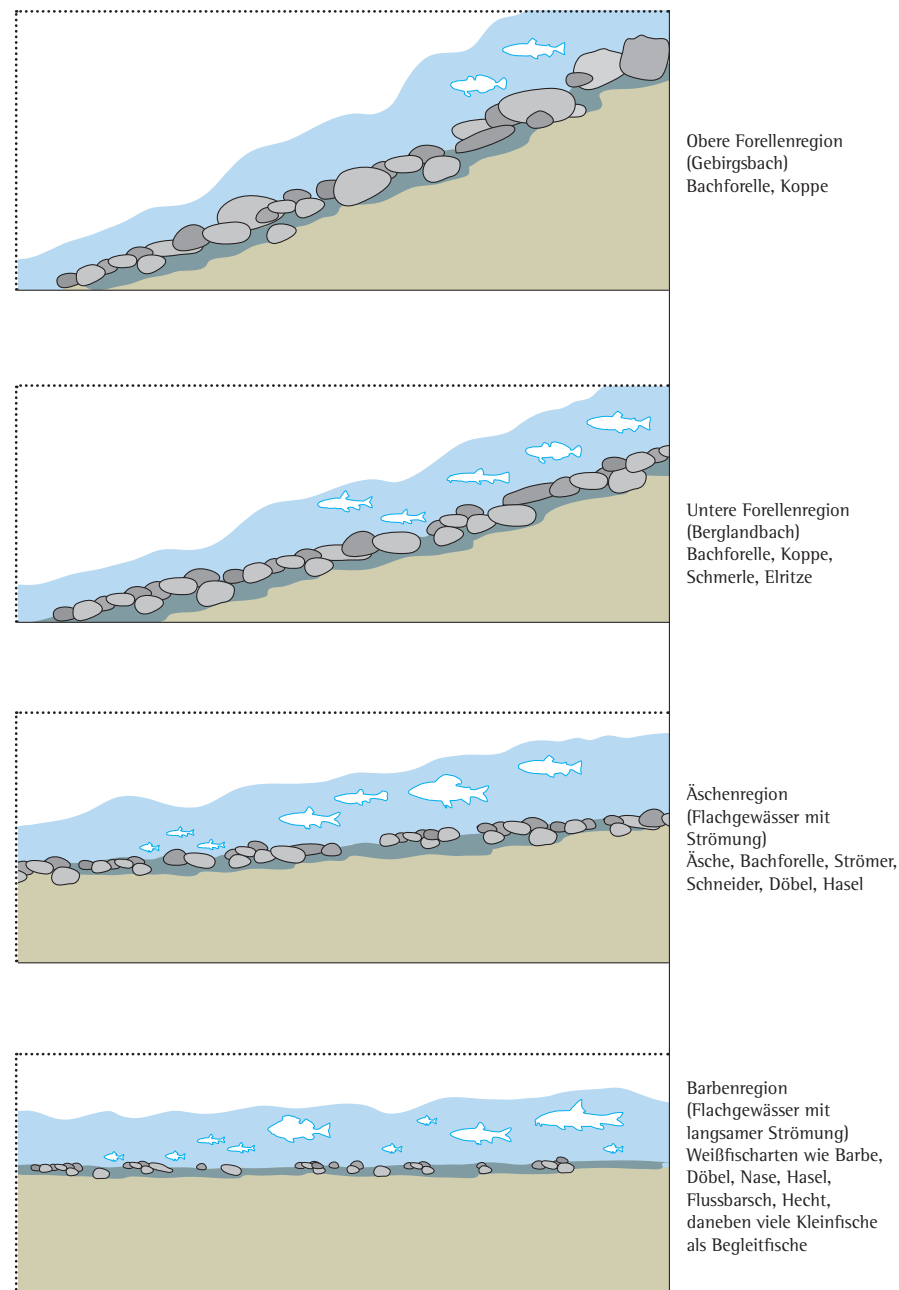 Obere Forellenregion
(Gebirgsbach)
Bachforelle, Koppe
Untere Forellenregion
(Berglandbach)
Bachforelle, Koppe,
Schmerle, Elritze
Äschenregion
(Flachgewässer mit
Strömung)
Äsche, Bachforelle, Strömer,
Schneider, Döbel, Hasel
Barbenregion
(Flachgewässer mit
langsamer Strömung)
Weißfischarten wie Barbe,
Döbel, Nase, Hasel,
Flussbarsch, Hecht,
daneben viele Kleinfische
als Begleitfische